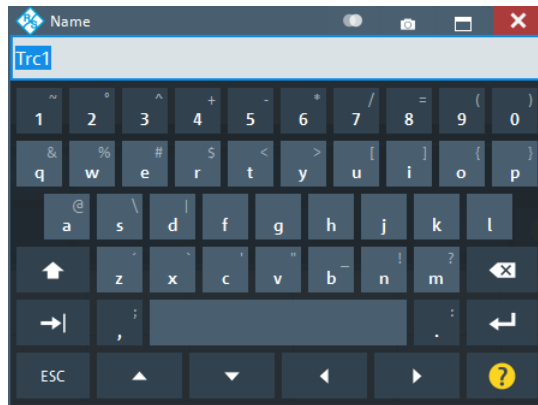 R&S Name
Trc1
~ ° ^ + - * / = ( )
1 2 3 4 5 6 7 8 9 0
& % # $ < > [ ] { }
q w e r t y u i o p
@ \ |
a s d f g h j k l
´ ` ' " _ ! ?
z x c v b n m
; :
, .
ESC ?